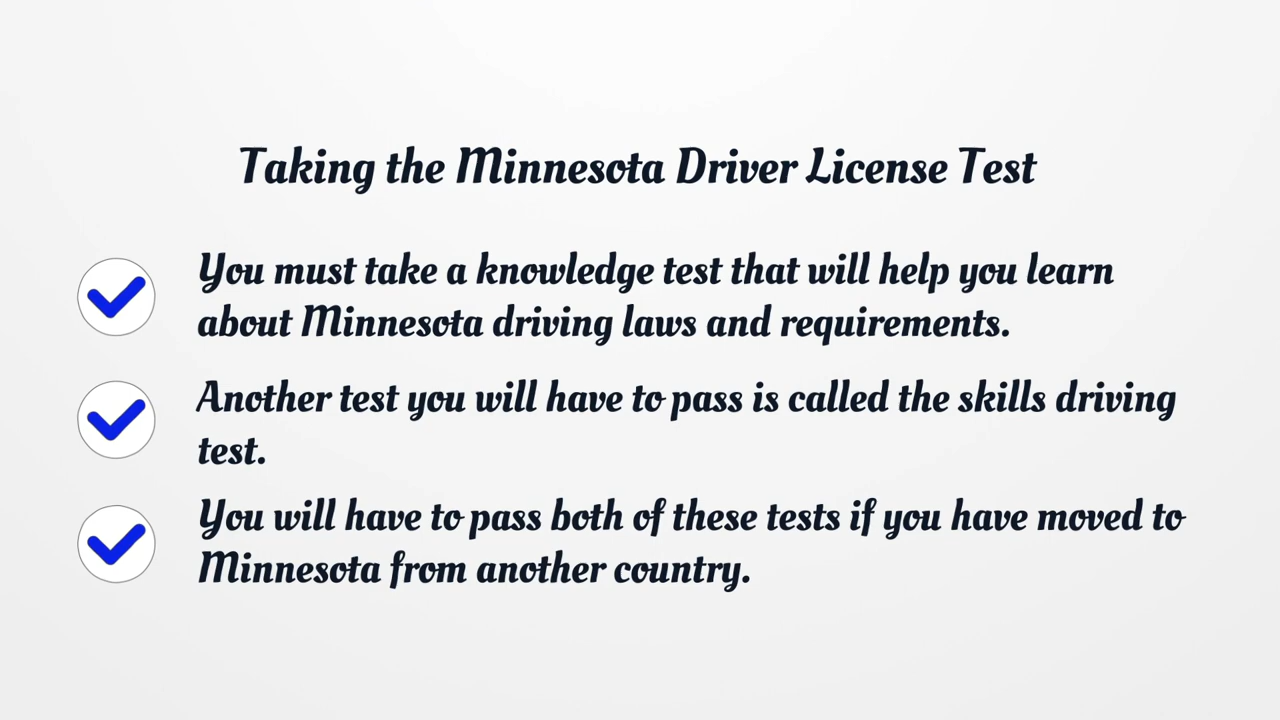 Taking the Minnesota Driver License Test
You must take a knowledge test that will help you learn
about Minnesota driving laws and requirements.
Another test you will have to pass is called the skills driving
test.
You will have to pass both of these tests if you have moved to
Minnesota from another country.